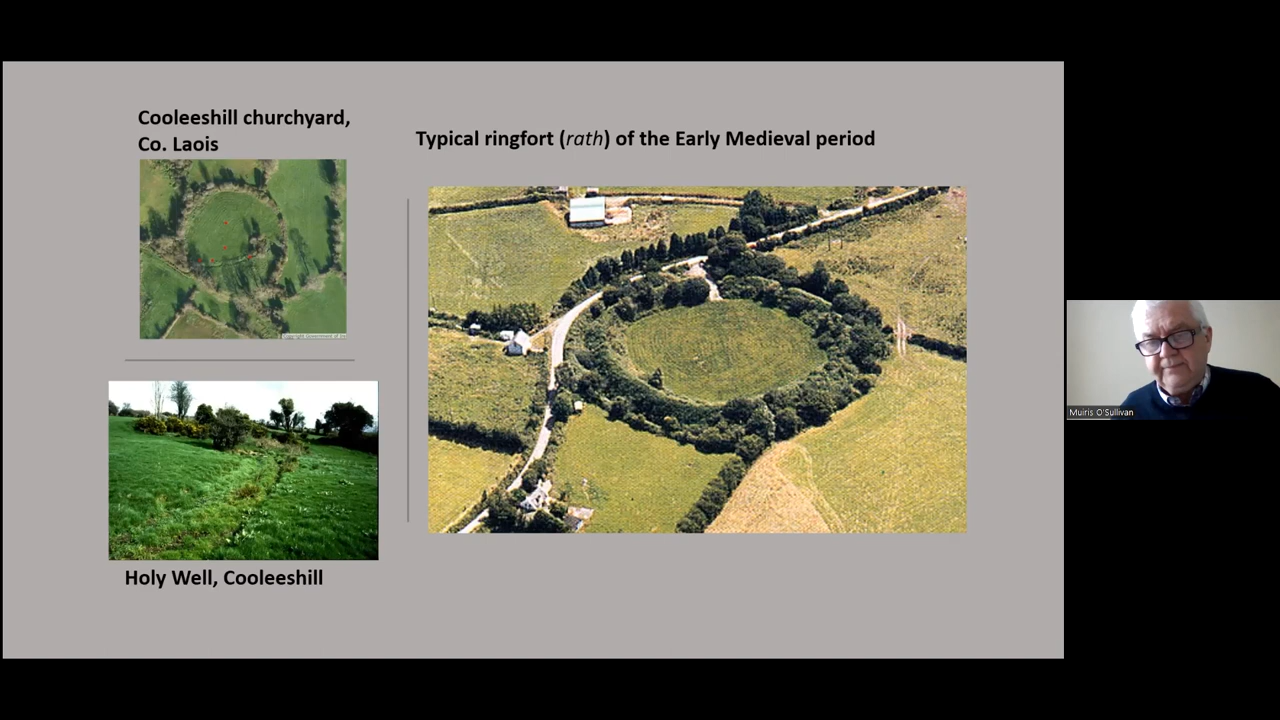 Cooleeshill churchyard,
Co. Laois
Typical ringfort (rath) of the Early Medieval period
Holy Well, Cooleeshill
Muiris O'Sullivan